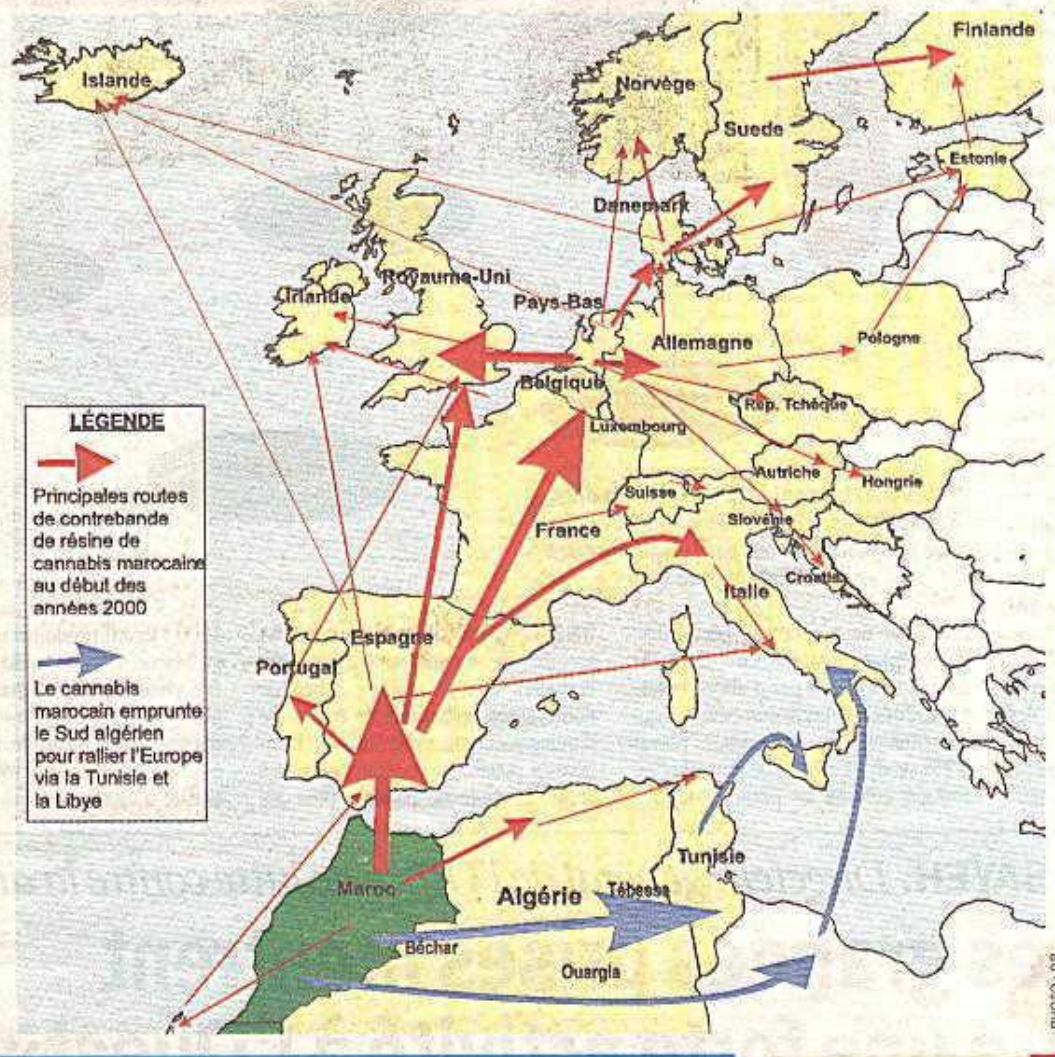 Finlande
Islande
Norvège
Suede
Estonie
Danemark
Royaume-Uni
Irlande
Pays-Bas
Allemagne
Pologne
Belgique
Rép. Tchèque
Luxembourg
LÉGENDE
Principales routes
de contrebande
de résine de
cannabis marocaine
au début des
années 2000
Le cannabis
marocain emprunte
le Sud algérien
pour rallier l'Europe
via la Tunisie et
la Libye
Autriche
Hongrie
Suisse
Slovénie
France
Croatie
Italie
Espagne
Portugal
Tunisie
Maroc
Algérie
Tébessa
Béchar
Ouargla